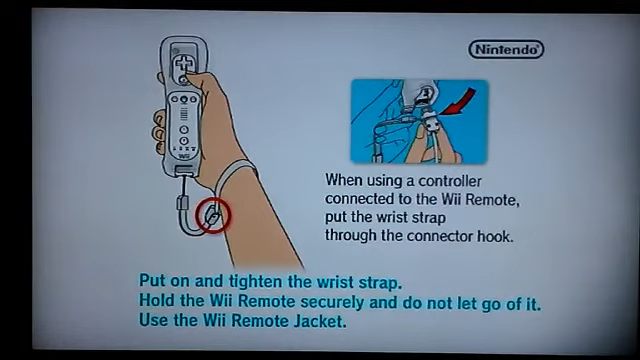 Nintendo
When using a controller
connected to the Wii Remote,
put the wrist strap
through the connector hook.
Put on and tighten the wrist strap.
Hold the Wii Remote securely and do not let go of it.
Use the Wii Remote Jacket.